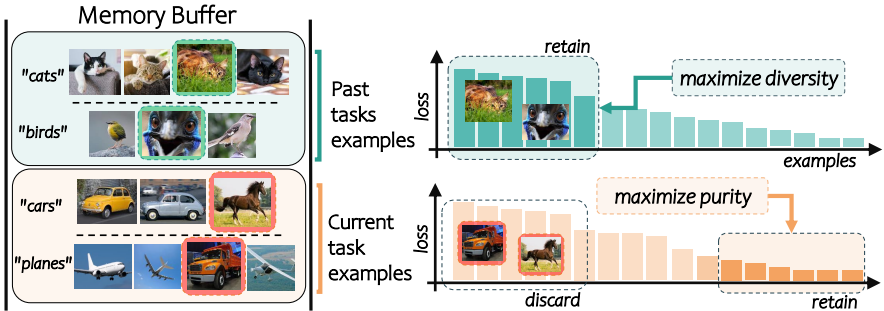 Memory Buffer
"cats"
"birds"
Past
tasks
examples
"cars"
"planes"
Current
task
examples
retain
loss
maximize diversity
examples
loss
maximize purity
discard
retain